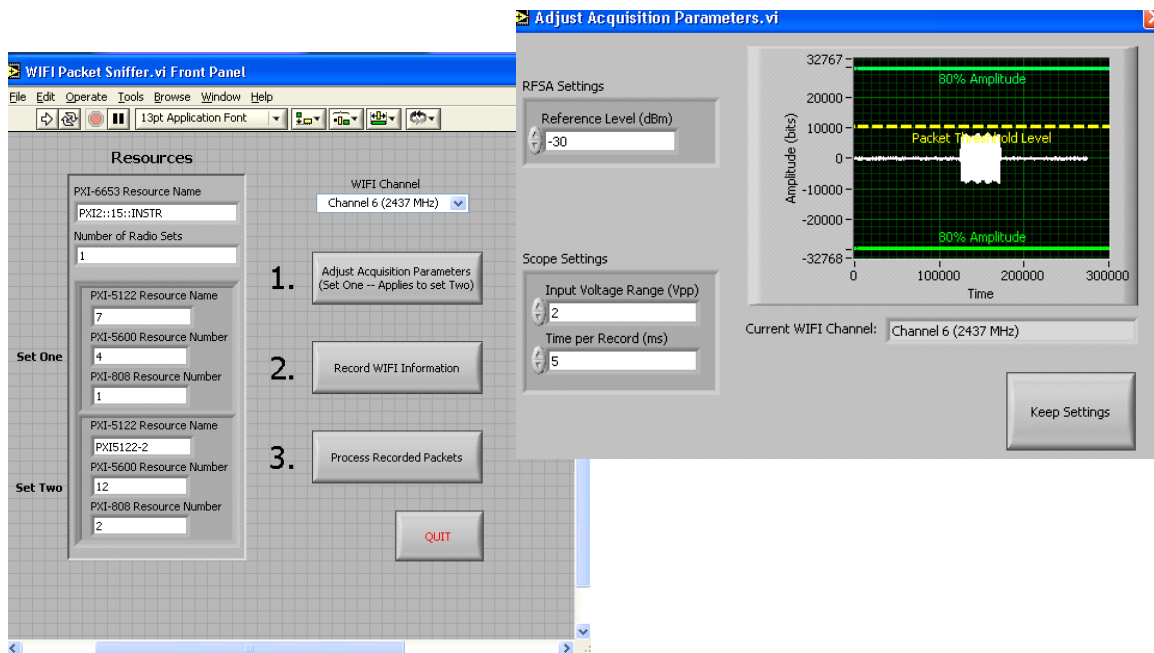 WIFI Packet Sniffer.vi Front Panel
File Edit Operate Tools Browse Window Help
13pt Application Font
Resources
PXI-6653 Resource Name
PXI2::15::INSTR
Number of Radio Sets
1
Set One
PXI-5122 Resource Name
7
PXI-5600 Resource Number
4
PXI-808 Resource Number
1
Set Two
PXI-5122 Resource Name
PXI5122-2
PXI-5600 Resource Number
12
PXI-808 Resource Number
2
WIFI Channel
Channel 6 (2437 MHz)
1.
Adjust Acquisition Parameters
(Set One -- Applies to set Two)
2.
Record WIFI Information
3.
Process Recorded Packets
QUIT
Adjust Acquisition Parameters.vi
RFSA Settings
Reference Level (dBm)
-30
Scope Settings
Input Voltage Range (Vpp)
2
Time per Record (ms)
5
Amplitude (bits)
32767
20000
10000
0
-10000
-20000
-32768
80% Amplitude
Packet Threshold Level
80% Amplitude
0 100000 200000 300000
Time
Current WIFI Channel: Channel 6 (2437 MHz)
Keep Settings